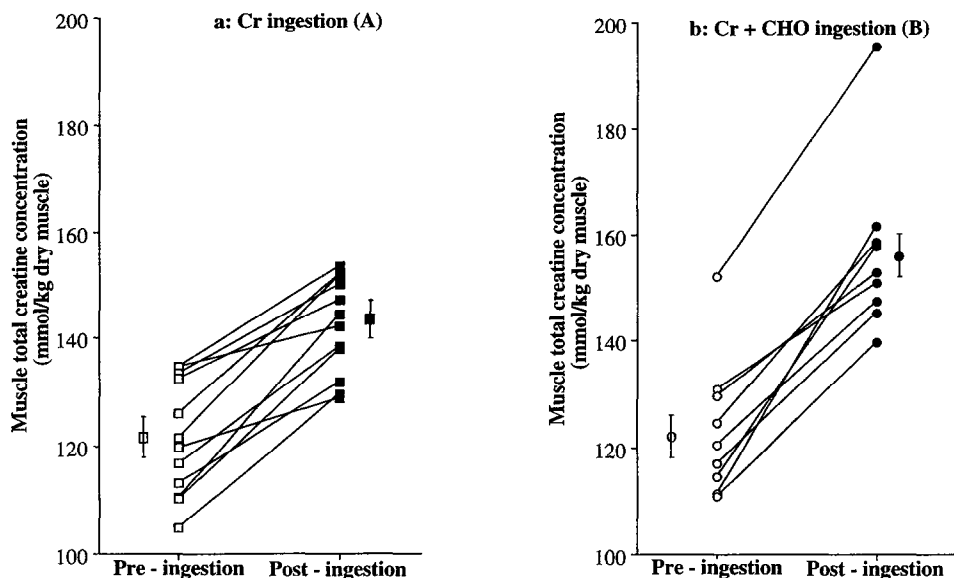 a: Cr ingestion (A)
Muscle total creatine concentration
(mmol/kg dry muscle)
200
180
160
140
120
100
Pre - ingestion
Post - ingestion
b: Cr + CHO ingestion (B)
Muscle total creatine concentration
(mmol/kg dry muscle)
200
180
160
140
120
100
Pre - ingestion
Post - ingestion